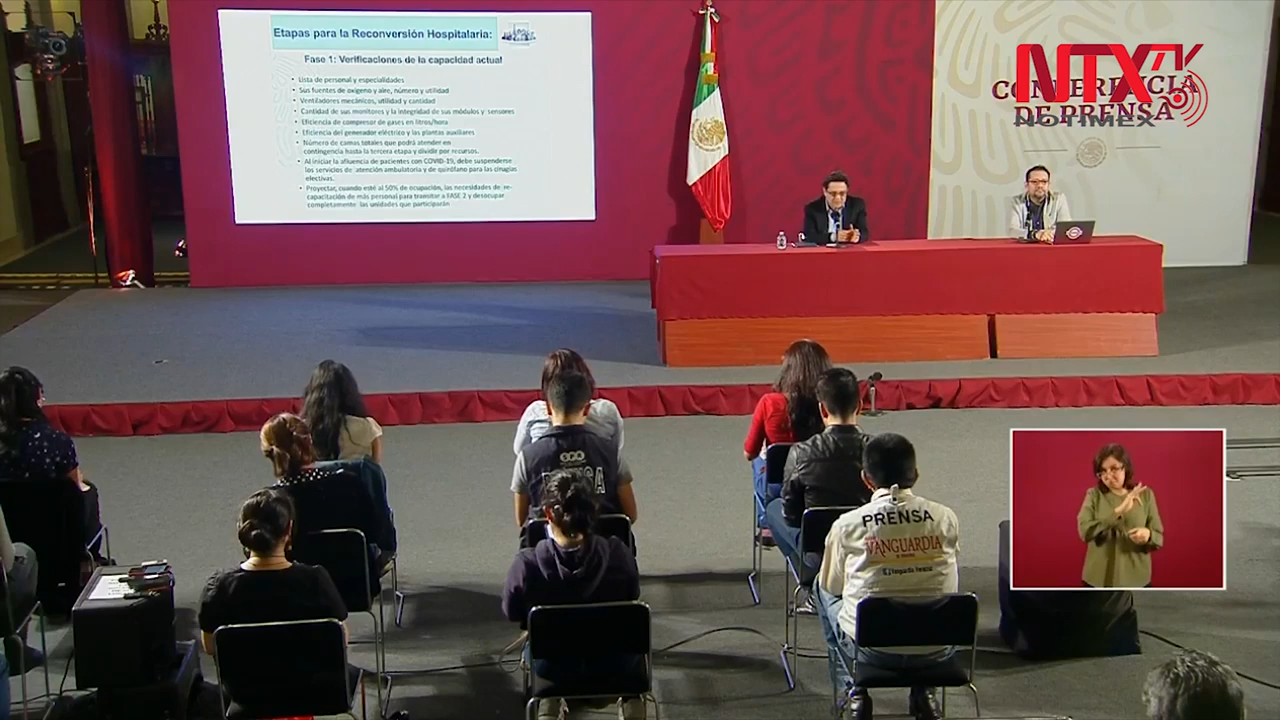 Etapas para la Reconversión Hospitalaria:
Fase 1: Verificaciones de la capacidad actual
• Lista de personal y especialidades
• Sus fuentes de oxígeno y aire, número y utilidad
• Ventiladores mecánicos, utilidad y cantidad
• Cantidad de sus monitores y la integridad de sus módulos y sensores
• Eficiencia de compresor de gases en litros/hora
• Eficiencia del generador eléctrico y las plantas auxiliares
• Número de camas totales que podrá atender en
contingencia hasta la tercera etapa y dividir por recursos.
• Al iniciar la afluencia de pacientes con COVID-19, debe suspenderse
los servicios de atención ambulatoria y de quirófano para las cirugías
electivas.
• Proyectar, cuando esté al 50% de ocupación, las necesidades de re-
capacitación de más personal para transitar a FASE 2 y desocupar
completamente las unidades que participarán
NTX
CONFERENCIA
DE PRENSA
NOTIMEX
PRENSA
VANGUARDIA